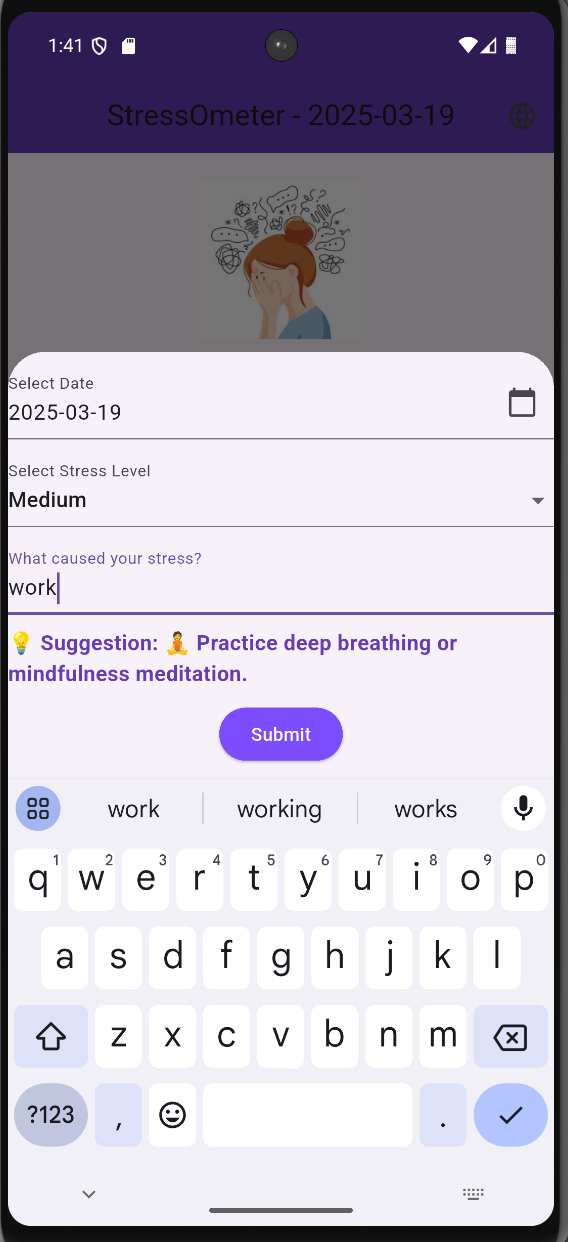 1:41
StressOmeter - 2025-03-19
Select Date
2025-03-19
Select Stress Level
Medium
What caused your stress?
work
💡 Suggestion: 🧘 Practice deep breathing or
mindfulness meditation.
Submit
work working works
q1 w2 e3 r4 t5 y6 u7 i8 o9 p0
a s d f g h j k l
z x c v b n m
?123 , .